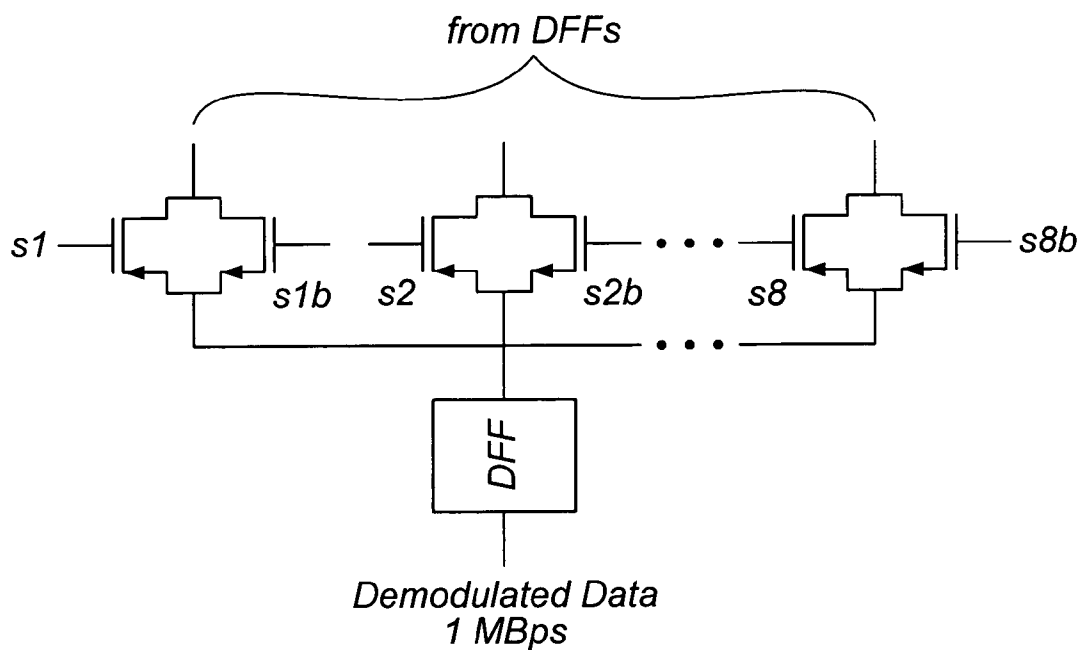 from DFFs
s1
s1b
s2
s2b
s8
s8b
DFF
Demodulated Data
1 MBps